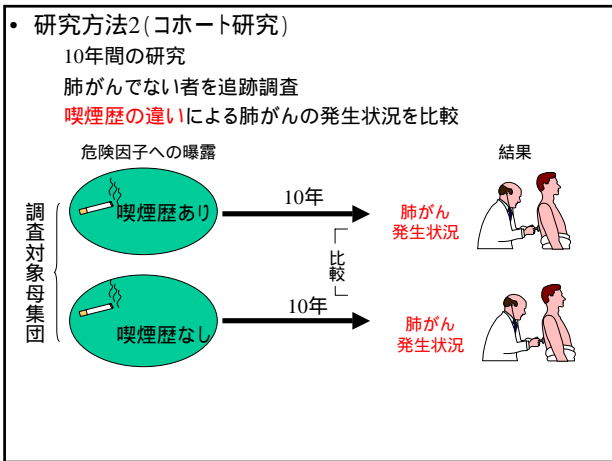 • 研究方法2(コホート研究)
10年間の研究
肺がんでない者を追跡調査
喫煙歴の違いによる肺がんの発生状況を比較
危険因子への曝露
結果
調査対象母集団
喫煙歴あり
10年
肺がん
発生状況
「比較」
喫煙歴なし
10年
肺がん
発生状況